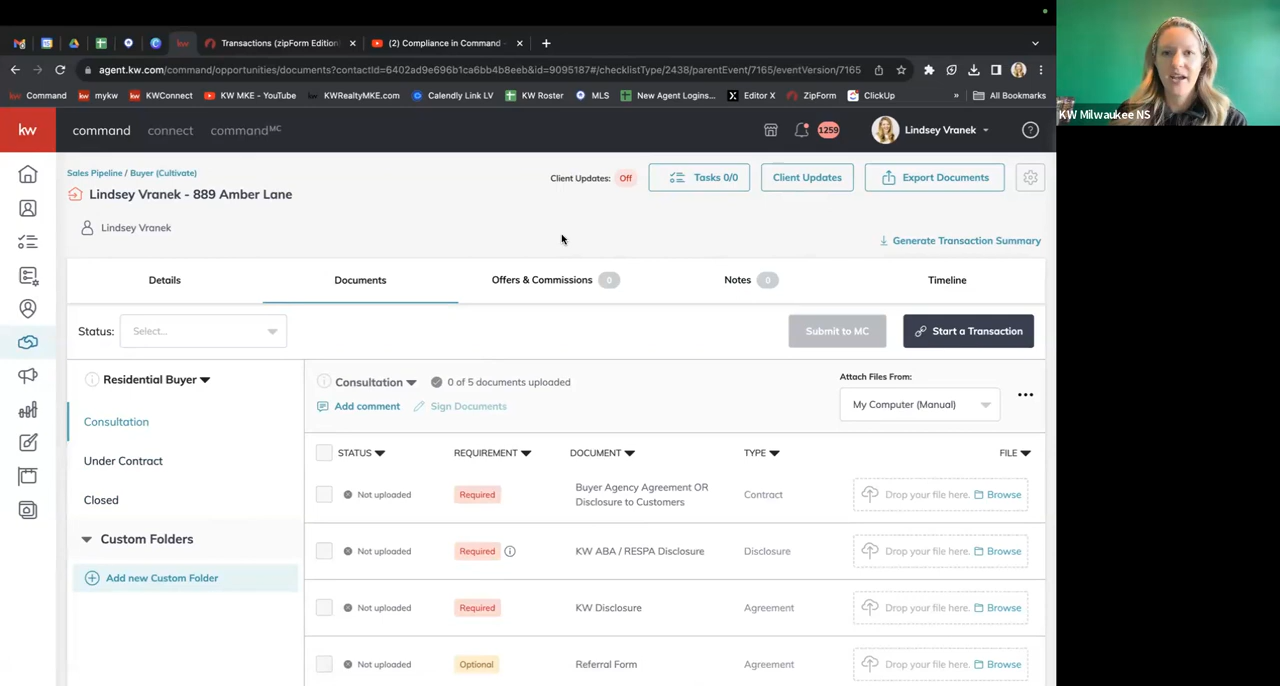 Transactions (zipForm Edition)
(2) Compliance in Command
agent.kw.com/command/opportunities/documents?contactId=6402ad9e696b1ca6bb4b8eeb&id=9095187#/checklistType/2438/parentEvent/7165/eventVersion/7165
Command mykw KWConnect KW MKE - YouTube KWRealtyMKE.com Calendly Link LV KW Roster MLS New Agent Logins... Editor X ZipForm ClickUp » All Bookmarks
KW Milwaukee NS
kw command connect commandMC 1259 Lindsey Vranek
Sales Pipeline / Buyer (Cultivate)
Lindsey Vranek - 889 Amber Lane
Client Updates: Off Tasks 0/0 Client Updates Export Documents
Lindsey Vranek
Generate Transaction Summary
Details Documents Offers & Commissions 0 Notes 0 Timeline
Status: Select... Submit to MC Start a Transaction
Residential Buyer
Consultation 0 of 5 documents uploaded
Attach Files From:
My Computer (Manual)
Add comment Sign Documents
Consultation
Under Contract
Closed
Custom Folders
Add new Custom Folder
STATUS REQUIREMENT DOCUMENT TYPE FILE
Not uploaded Required Buyer Agency Agreement OR
Disclosure to Customers Contract Drop your file here. Browse
Not uploaded Required KW ABA / RESPA Disclosure Disclosure Drop your file here. Browse
Not uploaded Required KW Disclosure Agreement Drop your file here. Browse
Not uploaded Optional Referral Form Agreement Drop your file here. Browse